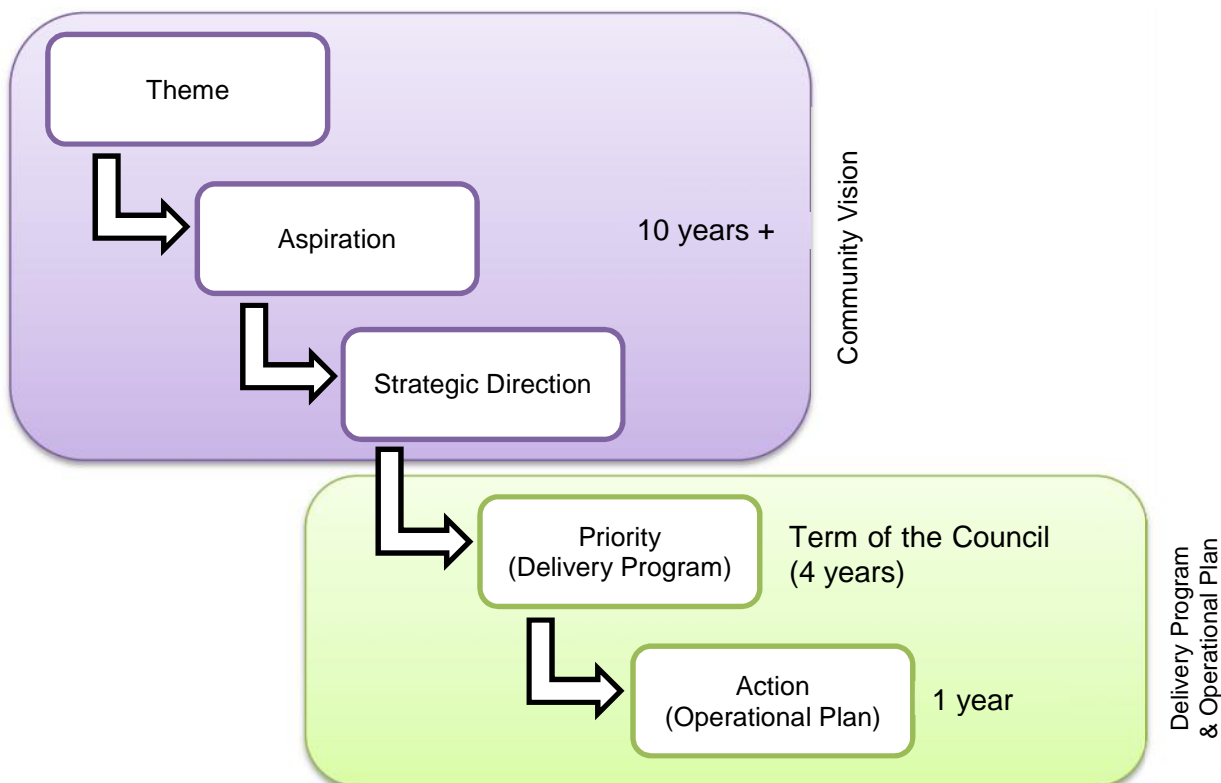 Theme
Aspiration
10 years +
Community Vision
Strategic Direction
Priority
(Delivery Program)
Term of the Council
(4 years)
Action
(Operational Plan)
1 year
Delivery Program
& Operational Plan